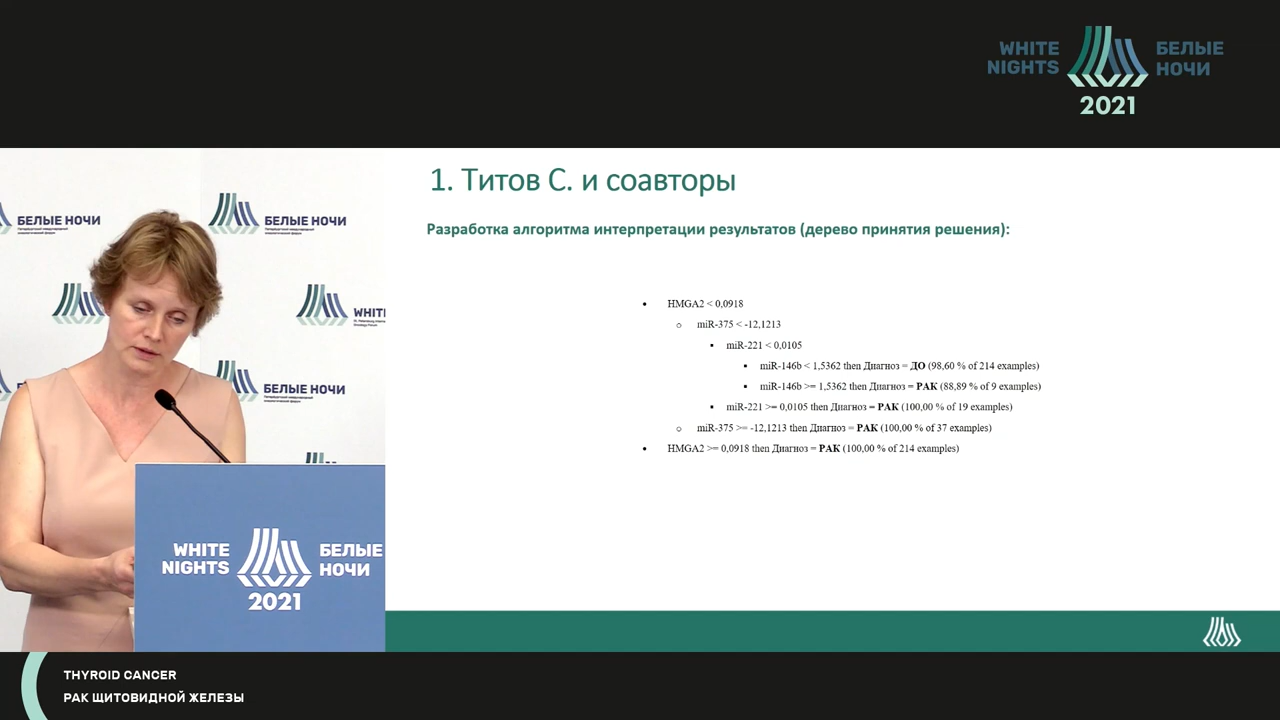 WHITE NIGHTS
БЕЛЫЕ НОЧИ
2021
1. Титов С. и соавторы
Разработка алгоритма интерпретации результатов (дерево принятия решения):
• HMGA2 < 0,0918
o miR-375 < -12,1213
▪ miR-221 < 0,0105
▪ miR-146b < 1,5362 then Диагноз = ДО (98,60 % of 214 examples)
▪ miR-146b >= 1,5362 then Диагноз = РАК (88,89 % of 9 examples)
▪ miR-221 >= 0,0105 then Диагноз = РАК (100,00 % of 19 examples)
o miR-375 >= -12,1213 then Диагноз = РАК (100,00 % of 37 examples)
• HMGA2 >= 0,0918 then Диагноз = РАК (100,00 % of 214 examples)
БЕЛЫЕ НОЧИ
БЕЛЫЕ НОЧИ
WHITE
БЕЛЫЕ НОЧИ
WHITE NIGHTS
БЕЛЫЕ НОЧИ
2021
THYROID CANCER
РАК ЩИТОВИДНОЙ ЖЕЛЕЗЫ